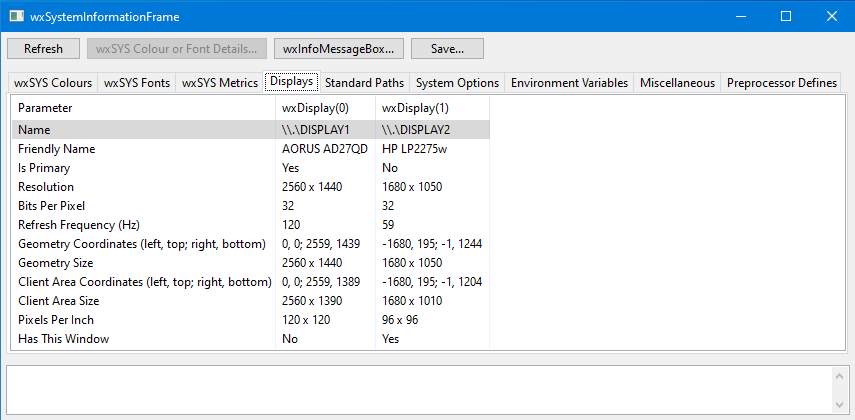 wxSystemInformationFrame
Refresh wxSYS Colour or Font Details... wxInfoMessageBox... Save...
wxSYS Colours wxSYS Fonts wxSYS Metrics Displays Standard Paths System Options Environment Variables Miscellaneous Preprocessor Defines
Parameter wxDisplay(0) wxDisplay(1)
Name \\.\DISPLAY1 \\.\DISPLAY2
Friendly Name AORUS AD27QD HP LP2275w
Is Primary Yes No
Resolution 2560 x 1440 1680 x 1050
Bits Per Pixel 32 32
Refresh Frequency (Hz) 120 59
Geometry Coordinates (left, top; right, bottom) 0, 0; 2559, 1439 -1680, 195; -1, 1244
Geometry Size 2560 x 1440 1680 x 1050
Client Area Coordinates (left, top; right, bottom) 0, 0; 2559, 1389 -1680, 195; -1, 1204
Client Area Size 2560 x 1390 1680 x 1010
Pixels Per Inch 120 x 120 96 x 96
Has This Window No Yes